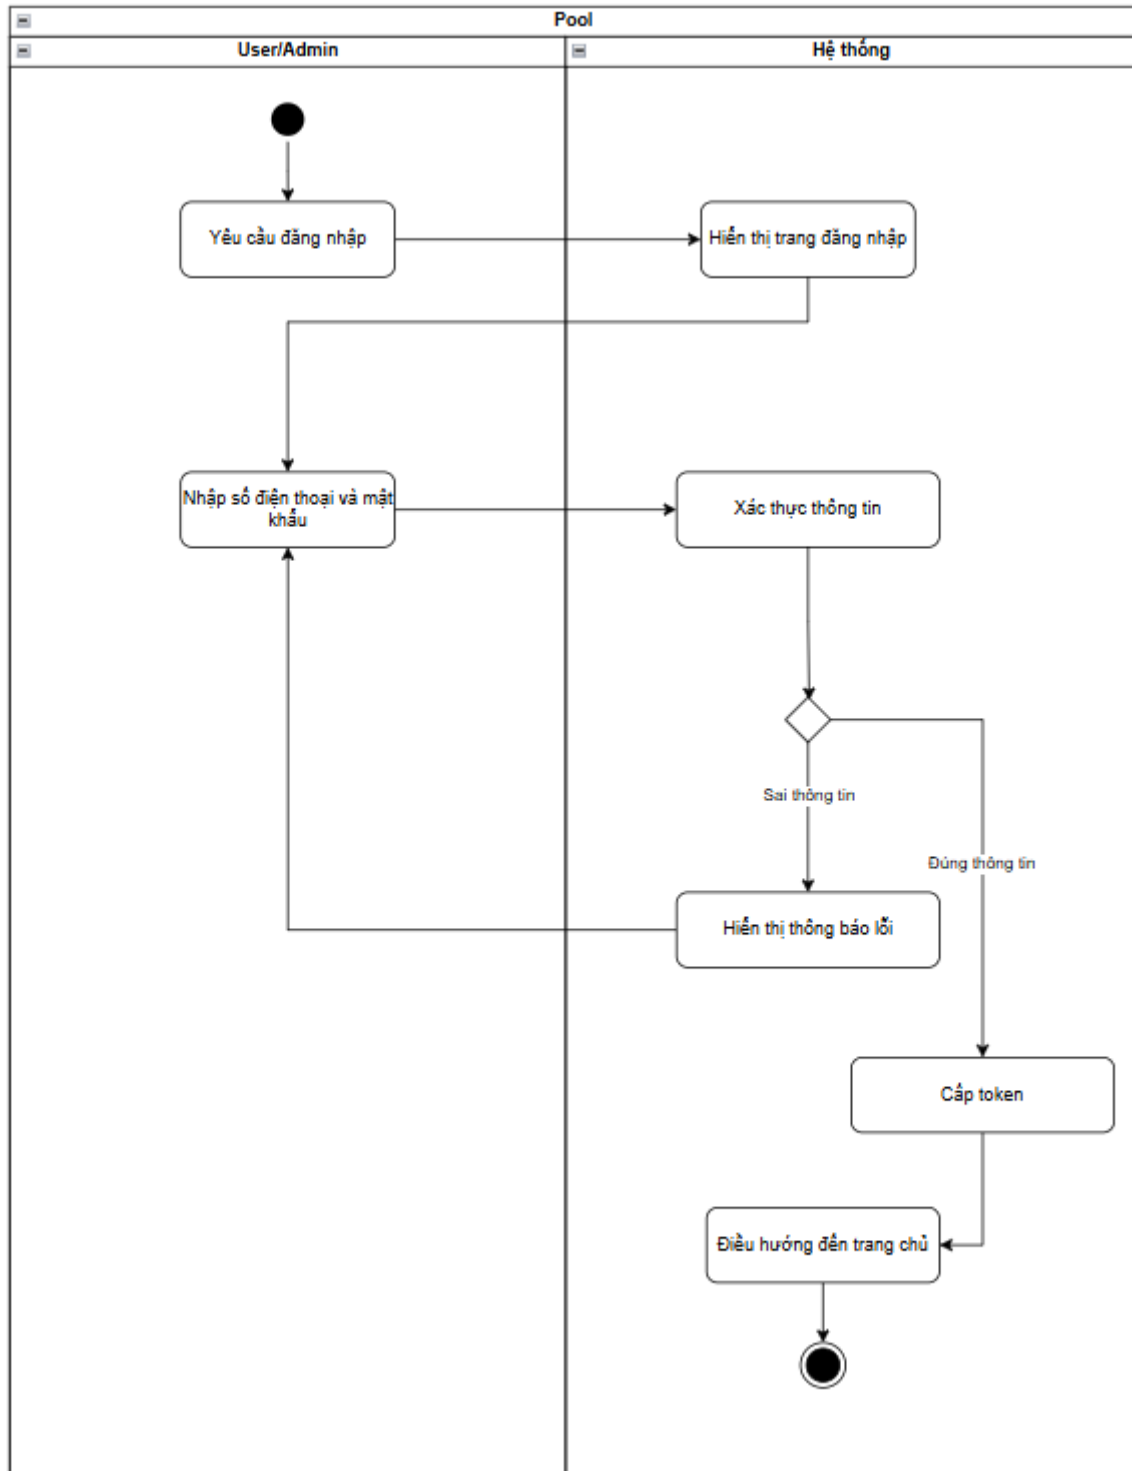 Pool
User/Admin
Hệ thống
Yêu cầu đăng nhập
Hiển thị trang đăng nhập
Nhập số điện thoại và mật
khẩu
Xác thực thông tin
Sai thông tin
Đúng thông tin
Hiển thị thông báo lỗi
Cấp token
Điều hướng đến trang chủ